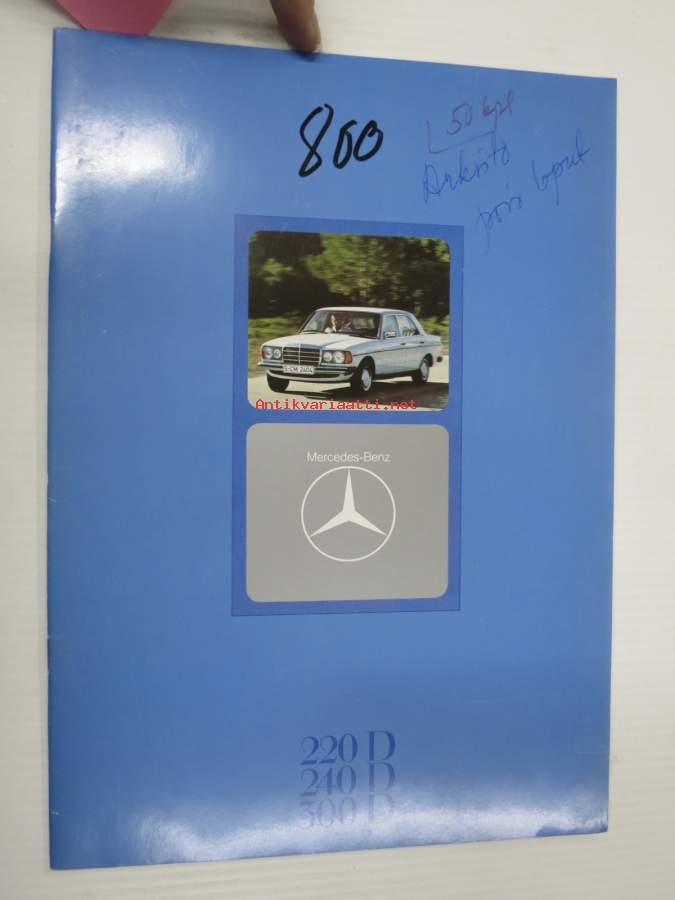 800
50 kpl
Arkisto
pois loput
S-CM 2404
Antikvariaatti.net
Mercedes-Benz
220 D
240 D
300 D